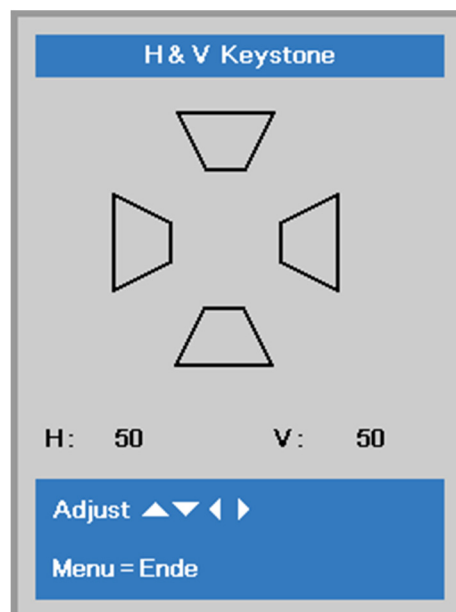 H & V Keystone
H: 50 V: 50
Adjust ▲▼◀▶
Menu = Ende